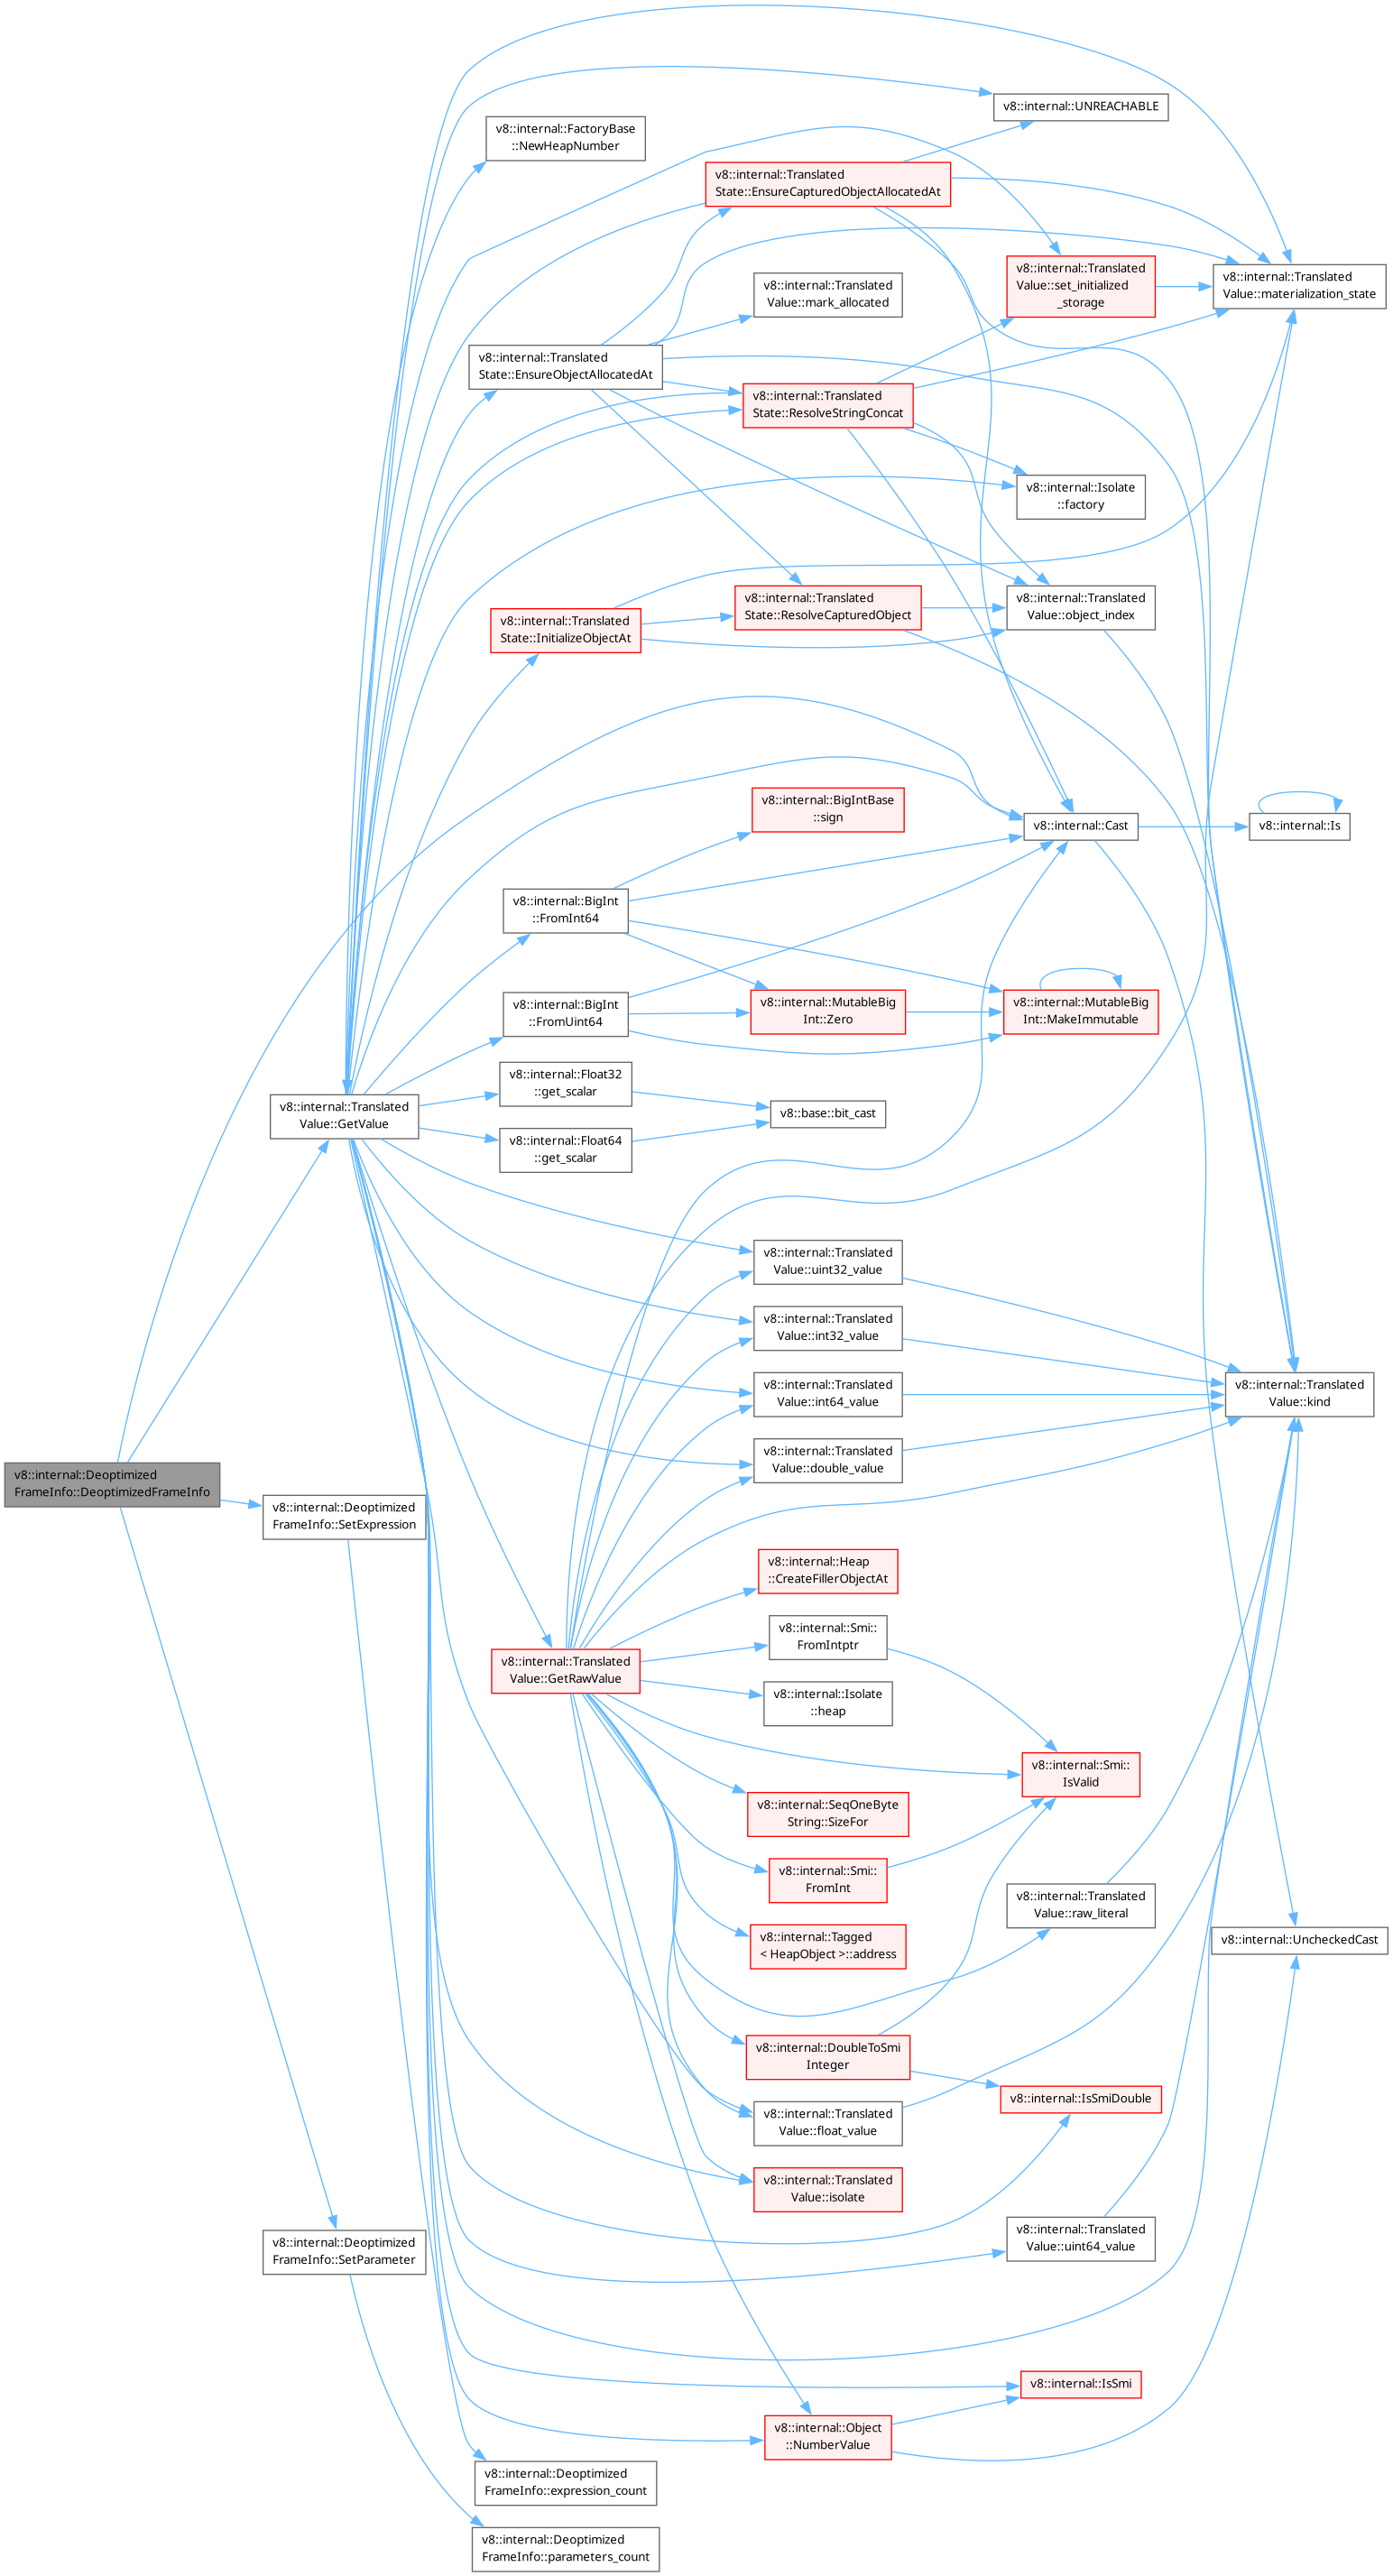 v8::internal::UNREACHABLE
v8::internal::FactoryBase
::NewHeapNumber
v8::internal::Translated
State::EnsureCapturedObjectAllocatedAt
v8::internal::Translated
Value::mark_allocated
v8::internal::Translated
Value::set_initialized
_storage
v8::internal::Translated
Value::materialization_state
v8::internal::Translated
State::EnsureObjectAllocatedAt
v8::internal::Translated
State::ResolveStringConcat
v8::internal::Isolate
::factory
v8::internal::Translated
State::InitializeObjectAt
v8::internal::Translated
State::ResolveCapturedObject
v8::internal::Translated
Value::object_index
v8::internal::BigIntBase
::sign
v8::internal::Cast
v8::internal::Is
v8::internal::BigInt
::FromInt64
v8::internal::BigInt
::FromUint64
v8::internal::MutableBig
Int::Zero
v8::internal::MutableBig
Int::MakeImmutable
v8::internal::Float32
::get_scalar
v8::internal::Translated
Value::GetValue
v8::base::bit_cast
v8::internal::Float64
::get_scalar
v8::internal::Translated
Value::uint32_value
v8::internal::Translated
Value::int32_value
v8::internal::Translated
Value::int64_value
v8::internal::Translated
Value::kind
v8::internal::Translated
Value::double_value
v8::internal::Deoptimized
FrameInfo::DeoptimizedFrameInfo
v8::internal::Deoptimized
FrameInfo::SetExpression
v8::internal::Heap
::CreateFillerObjectAt
v8::internal::Smi::
FromIntptr
v8::internal::Translated
Value::GetRawValue
v8::internal::Isolate
::heap
v8::internal::Smi::
IsValid
v8::internal::SeqOneByte
String::SizeFor
v8::internal::Smi::
FromInt
v8::internal::Translated
Value::raw_literal
v8::internal::Tagged
< HeapObject >::address
v8::internal::UncheckedCast
v8::internal::DoubleToSmi
Integer
v8::internal::IsSmiDouble
v8::internal::Translated
Value::float_value
v8::internal::Translated
Value::isolate
v8::internal::Translated
Value::uint64_value
v8::internal::Deoptimized
FrameInfo::SetParameter
v8::internal::IsSmi
v8::internal::Object
::NumberValue
v8::internal::Deoptimized
FrameInfo::expression_count
v8::internal::Deoptimized
FrameInfo::parameters_count